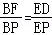 BF/BP = ED/EP